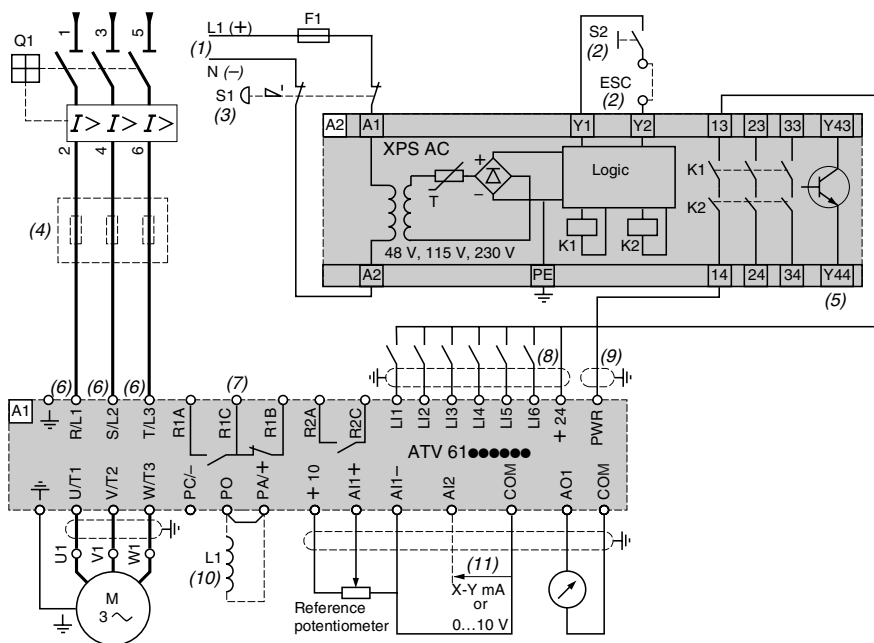 1 3 5
Q1
I> I> I>
2 4 6
(4)
L1 (+) F1
(1)
N (–)
S1
(3)
S2
(2)
ESC
(2)
A2 A1 Y1 Y2 13 23 33 Y43
XPS AC
+
–
T
Logic
K1
K2
K1 K2
48 V, 115 V, 230 V
A2 PE 14 24 34 Y44
(5)
(8) (9)
(6) (6) (6) (7)
A1
R/L1 S/L2 T/L3 R1A R1C R1B R2A R2C LI1 LI2 LI3 LI4 LI5 LI6 + 24 PWR
ATV 61●●●●●●
U/T1 V/T2 W/T3 PC/- PO PA/+ + 10 AI1+ AI1– AI2 COM AO1 COM
U1 V1 W1
L1
(10)
(11)
M
3 ~
Reference
potentiometer
X-Y mA
or
0...10 V